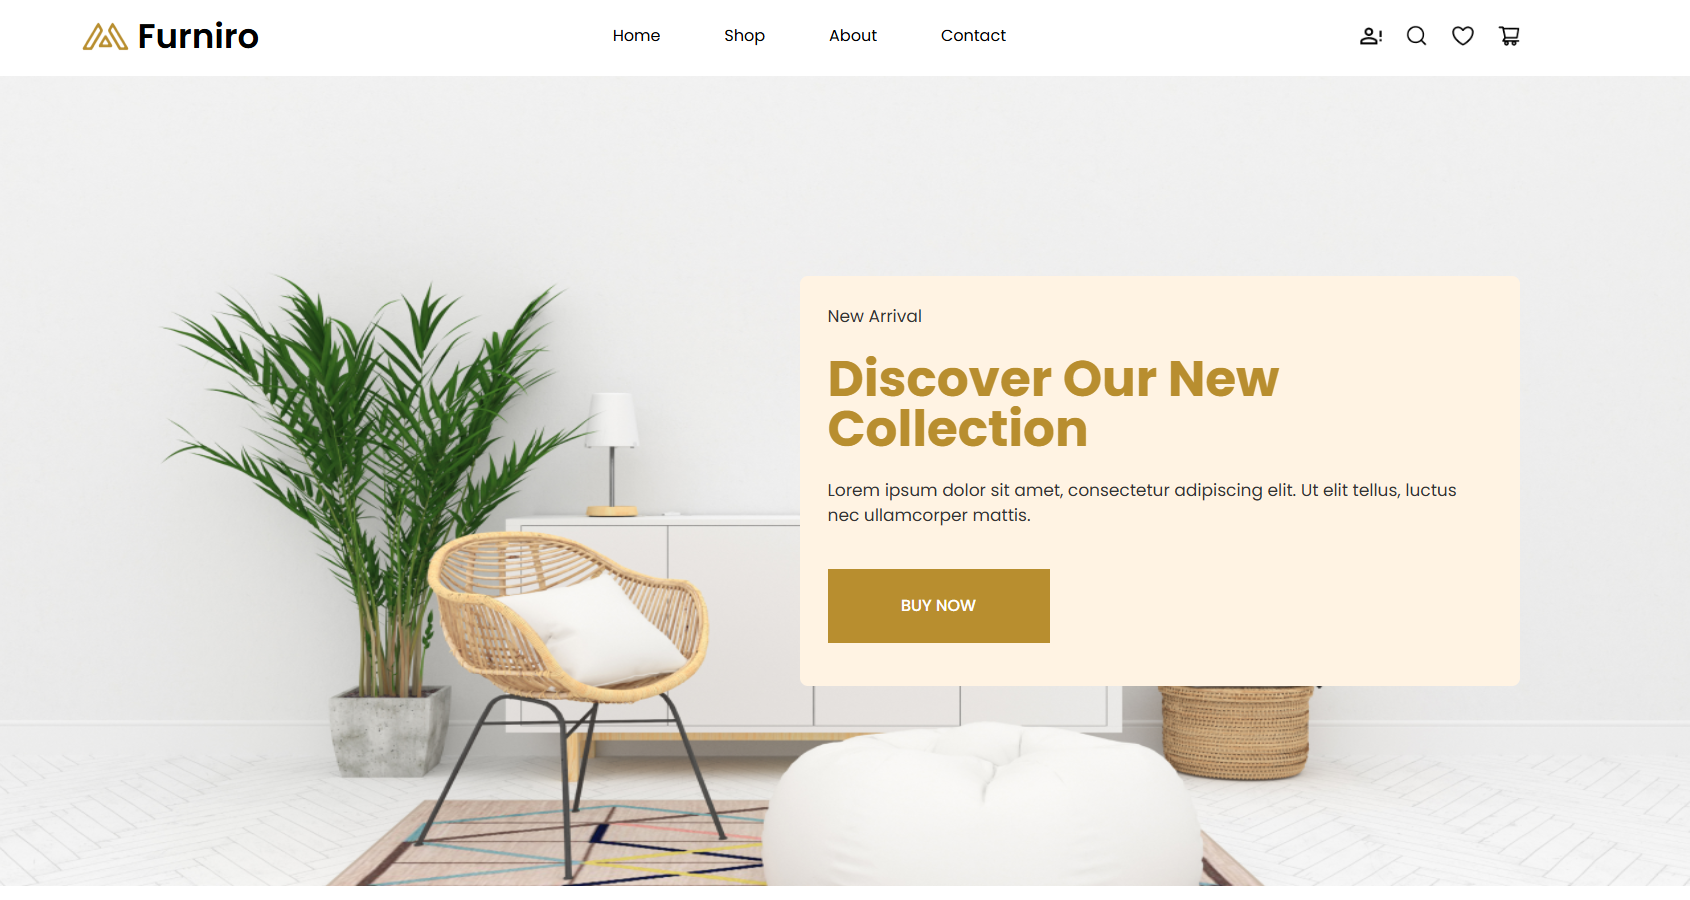 Furniro
Home
Shop
About
Contact
New Arrival
Discover Our New
Collection
Lorem ipsum dolor sit amet, consectetur adipiscing elit. Ut elit tellus, luctus
nec ullamcorper mattis.
BUY NOW